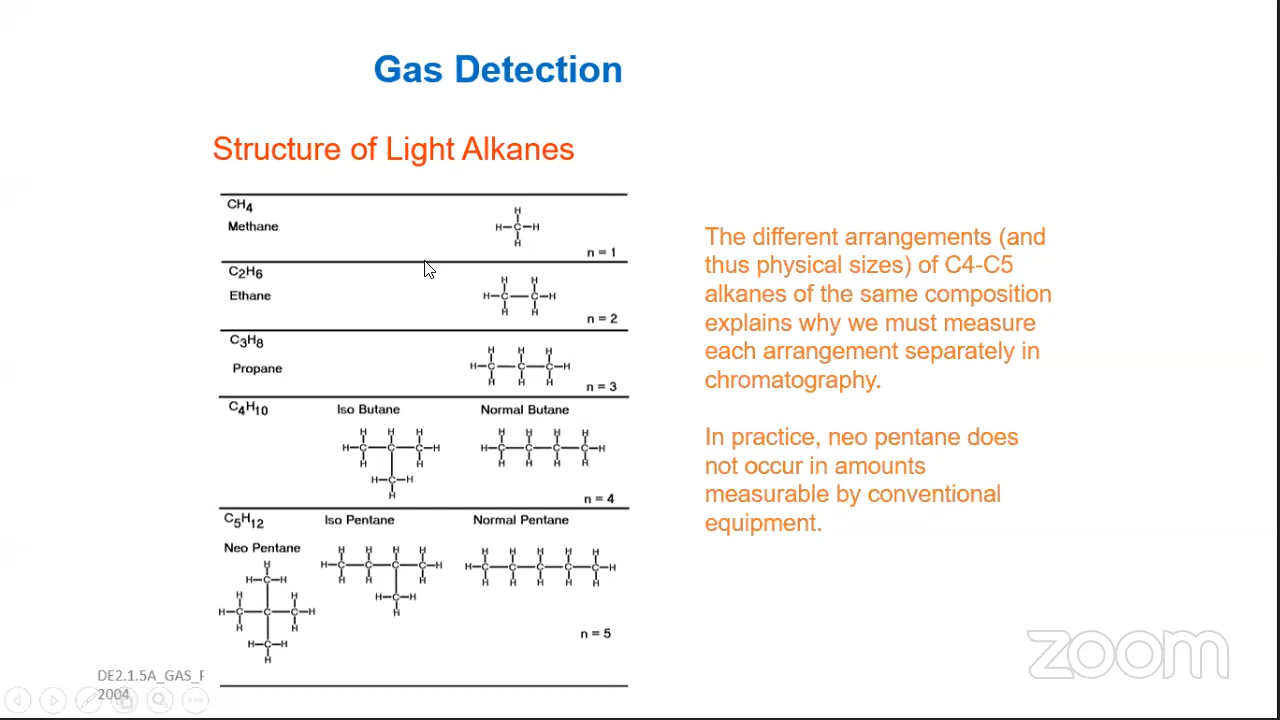 Gas Detection
Structure of Light Alkanes
CH4
Methane
n = 1
C2H6
Ethane
n = 2
C3H8
Propane
n = 3
C4H10 Iso Butane Normal Butane
n = 4
C5H12 Iso Pentane Normal Pentane
Neo Pentane
n = 5
The different arrangements (and
thus physical sizes) of C4-C5
alkanes of the same composition
explains why we must measure
each arrangement separately in
chromatography.
In practice, neo pentane does
not occur in amounts
measurable by conventional
equipment.
DE2.1.5A_GAS_F
2004
zoom